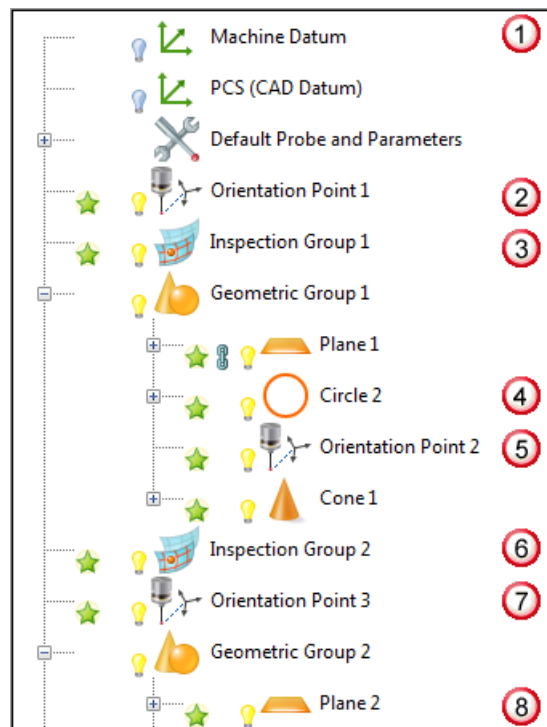 Machine Datum 1
PCS (CAD Datum)
Default Probe and Parameters
Orientation Point 1 2
Inspection Group 1 3
Geometric Group 1
Plane 1
Circle 2 4
Orientation Point 2 5
Cone 1
Inspection Group 2 6
Orientation Point 3 7
Geometric Group 2
Plane 2 8